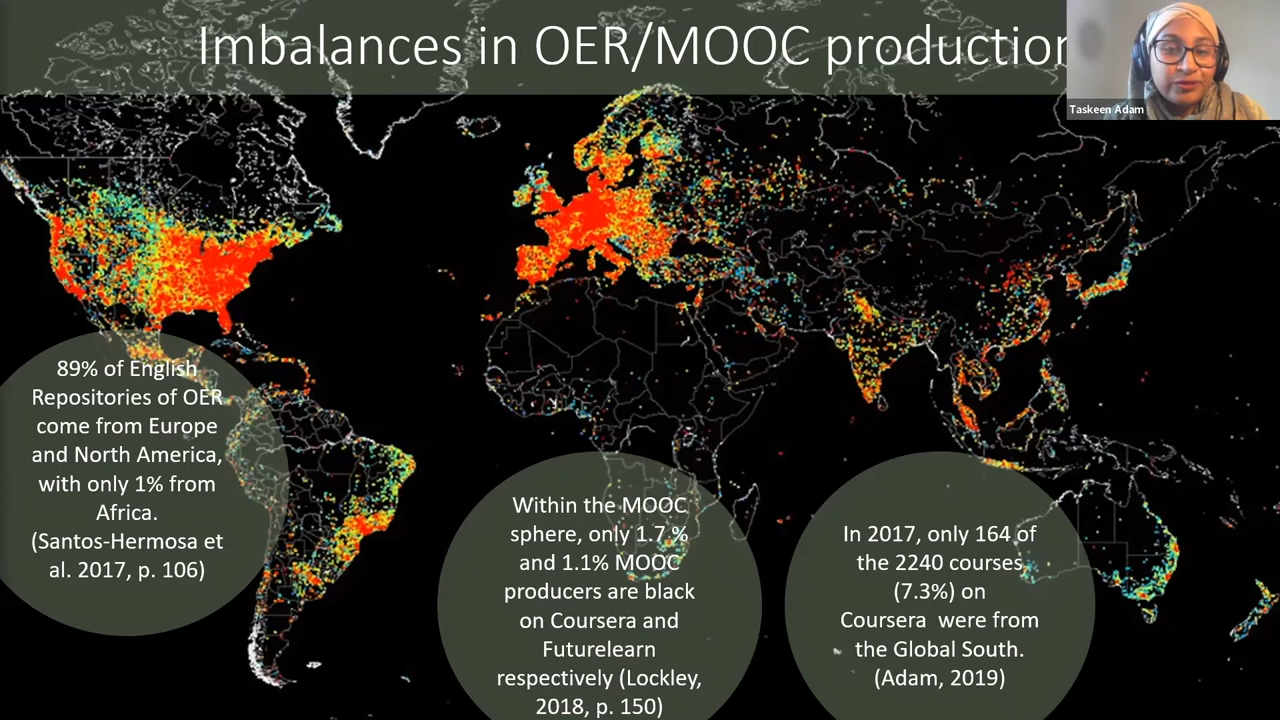 Imbalances in OER/MOOC production
Taskeen Adam
89% of English
Repositories of OER
come from Europe
and North America,
with only 1% from
Africa.
(Santos-Hermosa et
al. 2017, p. 106)
Within the MOOC
sphere, only 1.7 %
and 1.1% MOOC
producers are black
on Coursera and
Futurelearn
respectively (Lockley,
2018, p. 150)
In 2017, only 164 of
the 2240 courses
(7.3%) on
Coursera were from
the Global South.
(Adam, 2019)